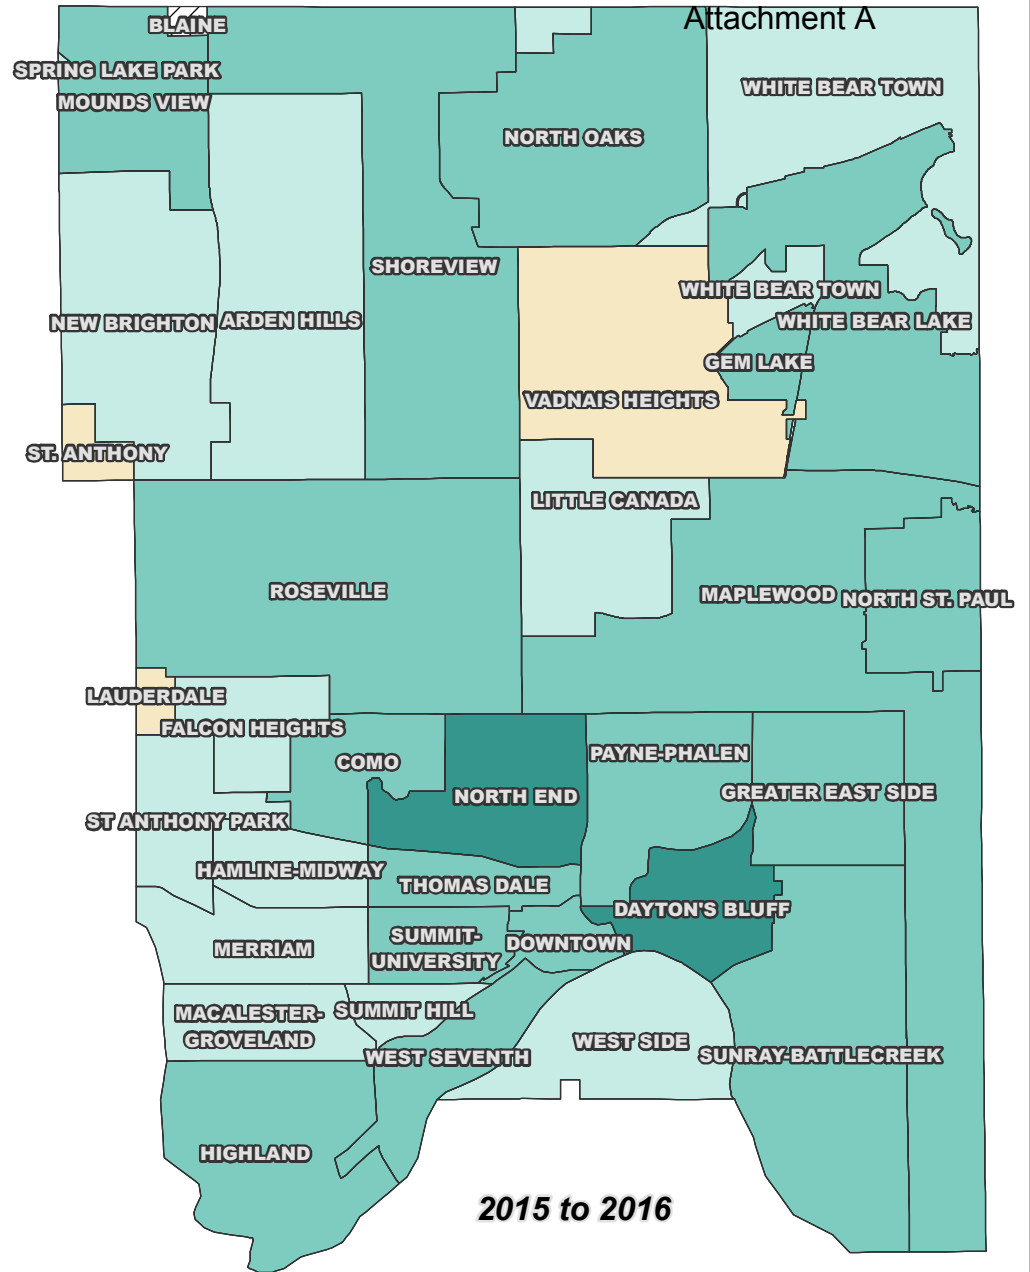 Attachment A
BLAINE
SPRING LAKE PARK
WHITE BEAR TOWN
MOUNDS VIEW
NORTH OAKS
SHOREVIEW
WHITE BEAR TOWN
NEW BRIGHTON
ARDEN HILLS
WHITE BEAR LAKE
GEM LAKE
VADNAIS HEIGHTS
ST. ANTHONY
LITTLE CANADA
ROSEVILLE
MAPLEWOOD
NORTH ST. PAUL
LAUDERDALE
FALCON HEIGHTS
COMO
PAYNE-PHALEN
NORTH END
GREATER EAST SIDE
ST ANTHONY PARK
HAMLINE-MIDWAY
THOMAS DALE
DAYTON'S BLUFF
MERRIAM
SUMMIT-
UNIVERSITY
DOWNTOWN
MACALESTER-
GROVELAND
SUMMIT HILL
WEST SEVENTH
WEST SIDE
SUNRAY-BATTLECREEK
HIGHLAND
2015 to 2016